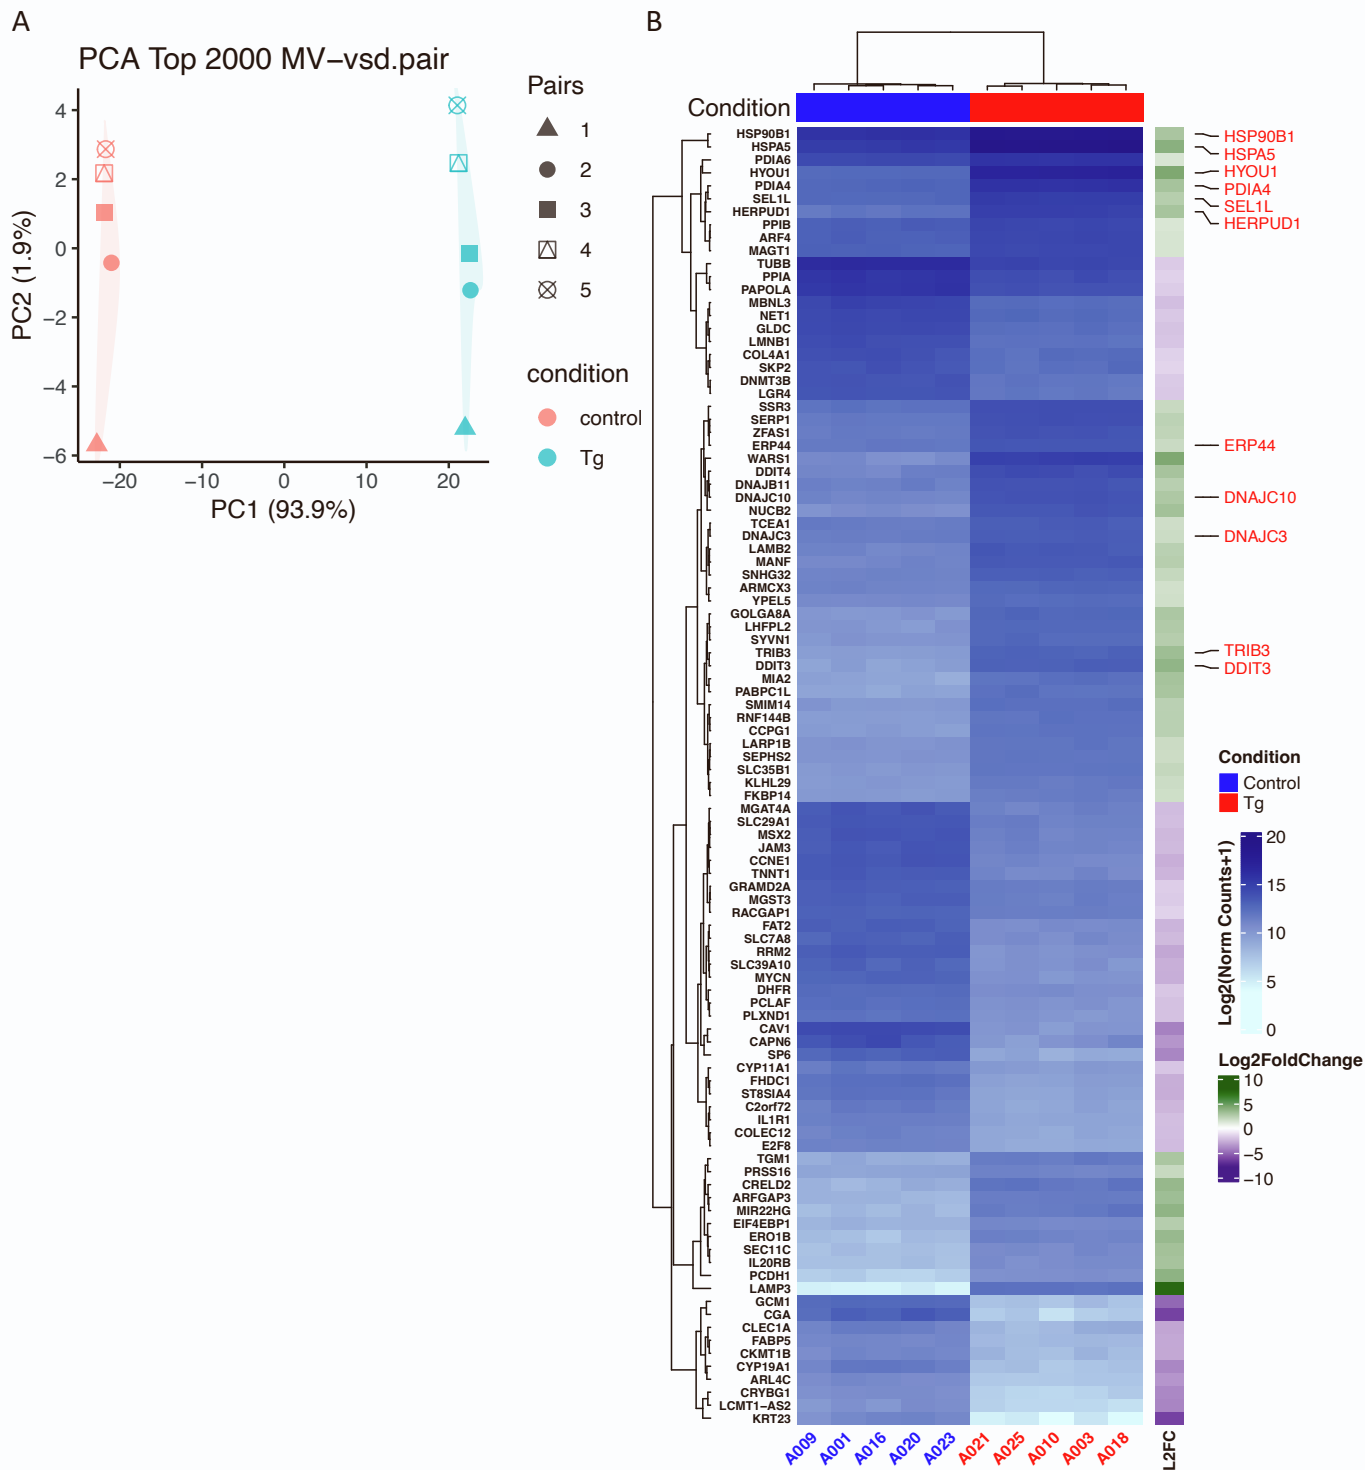 A
PCA Top 2000 MV−vsd.pair
PC2 (1.9%)
4
2
0
−2
−4
−6
−20
−10
0
10
20
PC1 (93.9%)
Pairs
1
2
3
4
5
condition
control
Tg
B
Condition
HSP90B1
HSPA5
PDIA6
HYOU1
PDIA4
SEL1L
HERPUD1
PPIB
ARF4
MAGT1
TUBB
PPIA
PAPOLA
MBNL3
NET1
GLDC
LMNB1
COL4A1
SKP2
DNMT3B
LGR4
SSR3
SERP1
ZFAS1
ERP44
WARS1
DDIT4
DNAJB11
DNAJC10
NUCB2
TCEA1
DNAJC3
LAMB2
MANF
SNHG32
ARMCX3
YPEL5
GOLGA8A
LHFPL2
SYVN1
TRIB3
DDIT3
MIA2
PABPC1L
SMIM14
RNF144B
CCPG1
LARP1B
SEPHS2
SLC35B1
KLHL29
FKBP14
MGAT4A
SLC29A1
MSX2
JAM3
CCNE1
TNNT1
GRAMD2A
MGST3
RACGAP1
FAT2
SLC7A8
RRM2
SLC39A10
MYCN
DHFR
PCLAF
PLXND1
CAV1
CAPN6
SP6
CYP11A1
FHDC1
ST8SIA4
C2orf72
IL1R1
COLEC12
E2F8
TGM1
PRSS16
CRELD2
ARFGAP3
MIR22HG
EIF4EBP1
ERO1B
SEC11C
IL20RB
PCDH1
LAMP3
GCM1
CGA
CLEC1A
FABP5
CKMT1B
CYP19A1
ARL4C
CRYBG1
LCMT1−AS2
KRT23
A009
A001
A016
A020
A023
A021
A025
A010
A003
A018
L2FC
HSP90B1
HSPA5
HYOU1
PDIA4
SEL1L
HERPUD1
ERP44
DNAJC10
DNAJC3
TRIB3
DDIT3
Condition
Control
Tg
Log2(Norm Counts+1)
20
15
10
5
0
Log2FoldChange
10
5
0
−5
−10